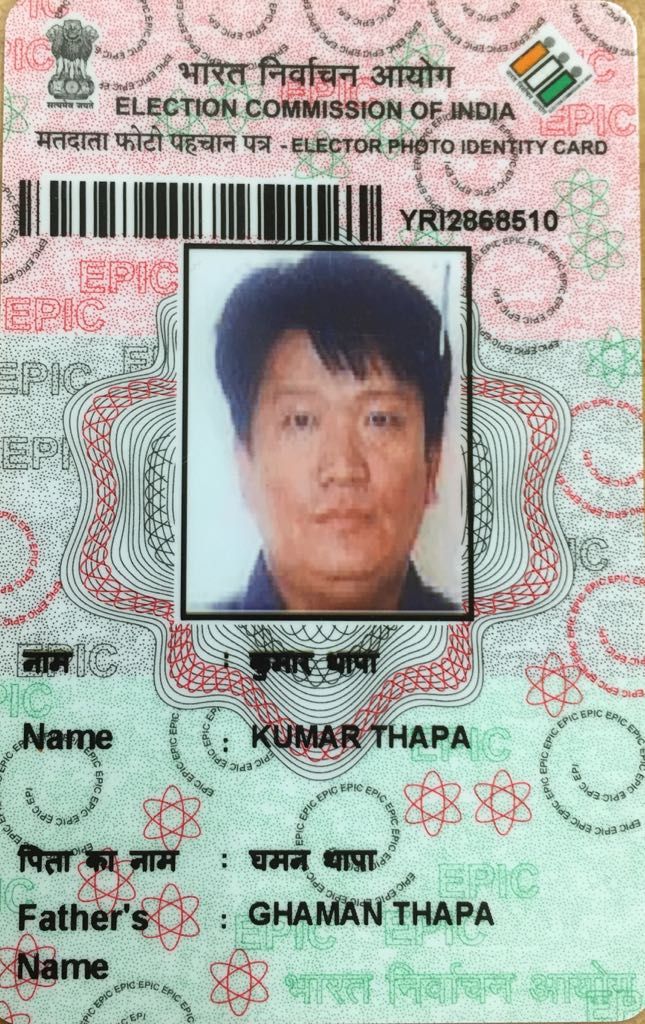 सत्यमेव जयते
भारत निर्वाचन आयोग
ELECTION COMMISSION OF INDIA
मतदाता फोटो पहचान पत्र - ELECTOR PHOTO IDENTITY CARD
YRI2868510
नाम : कुमार थापा
Name : KUMAR THAPA
पिता का नाम : घमन थापा
Father's : GHAMAN THAPA
Name
भारत निर्वाचन आयोग